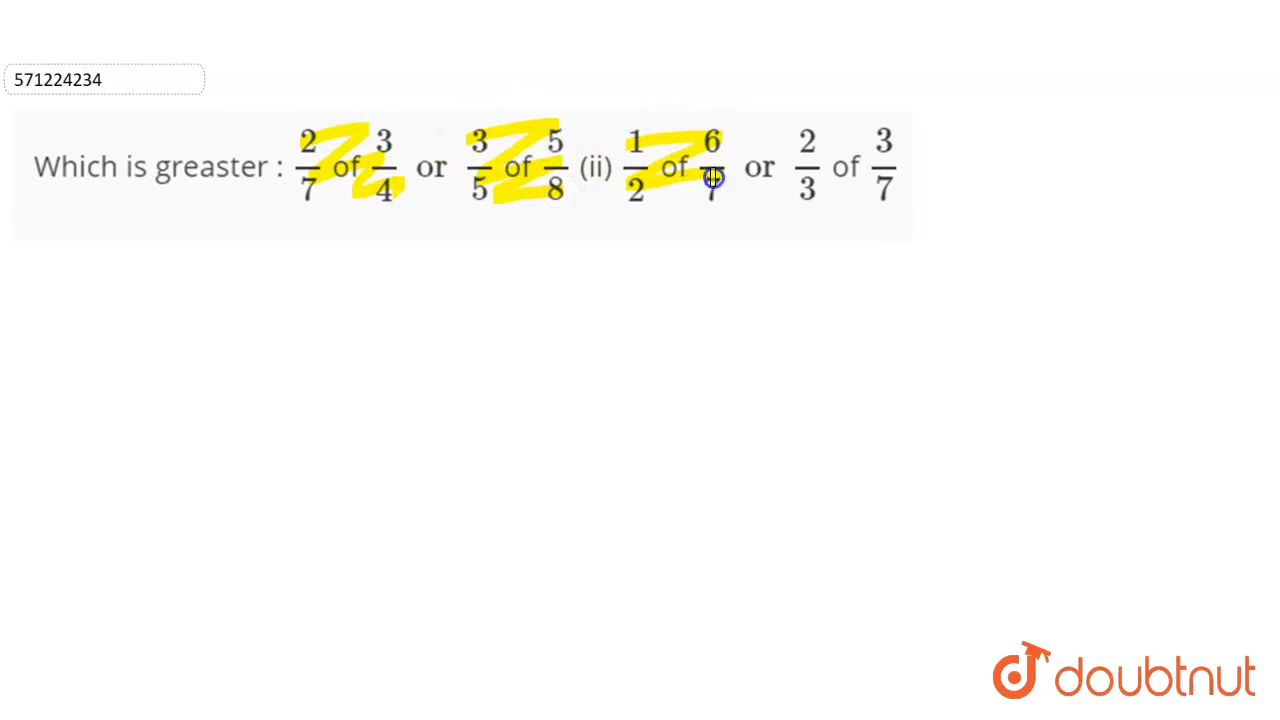 571224234
Which is greaster : 2/7 of 3/4 or 3/5 of 5/8 (ii) 1/2 of 6/7 or 2/3 of 3/7
doubtnut